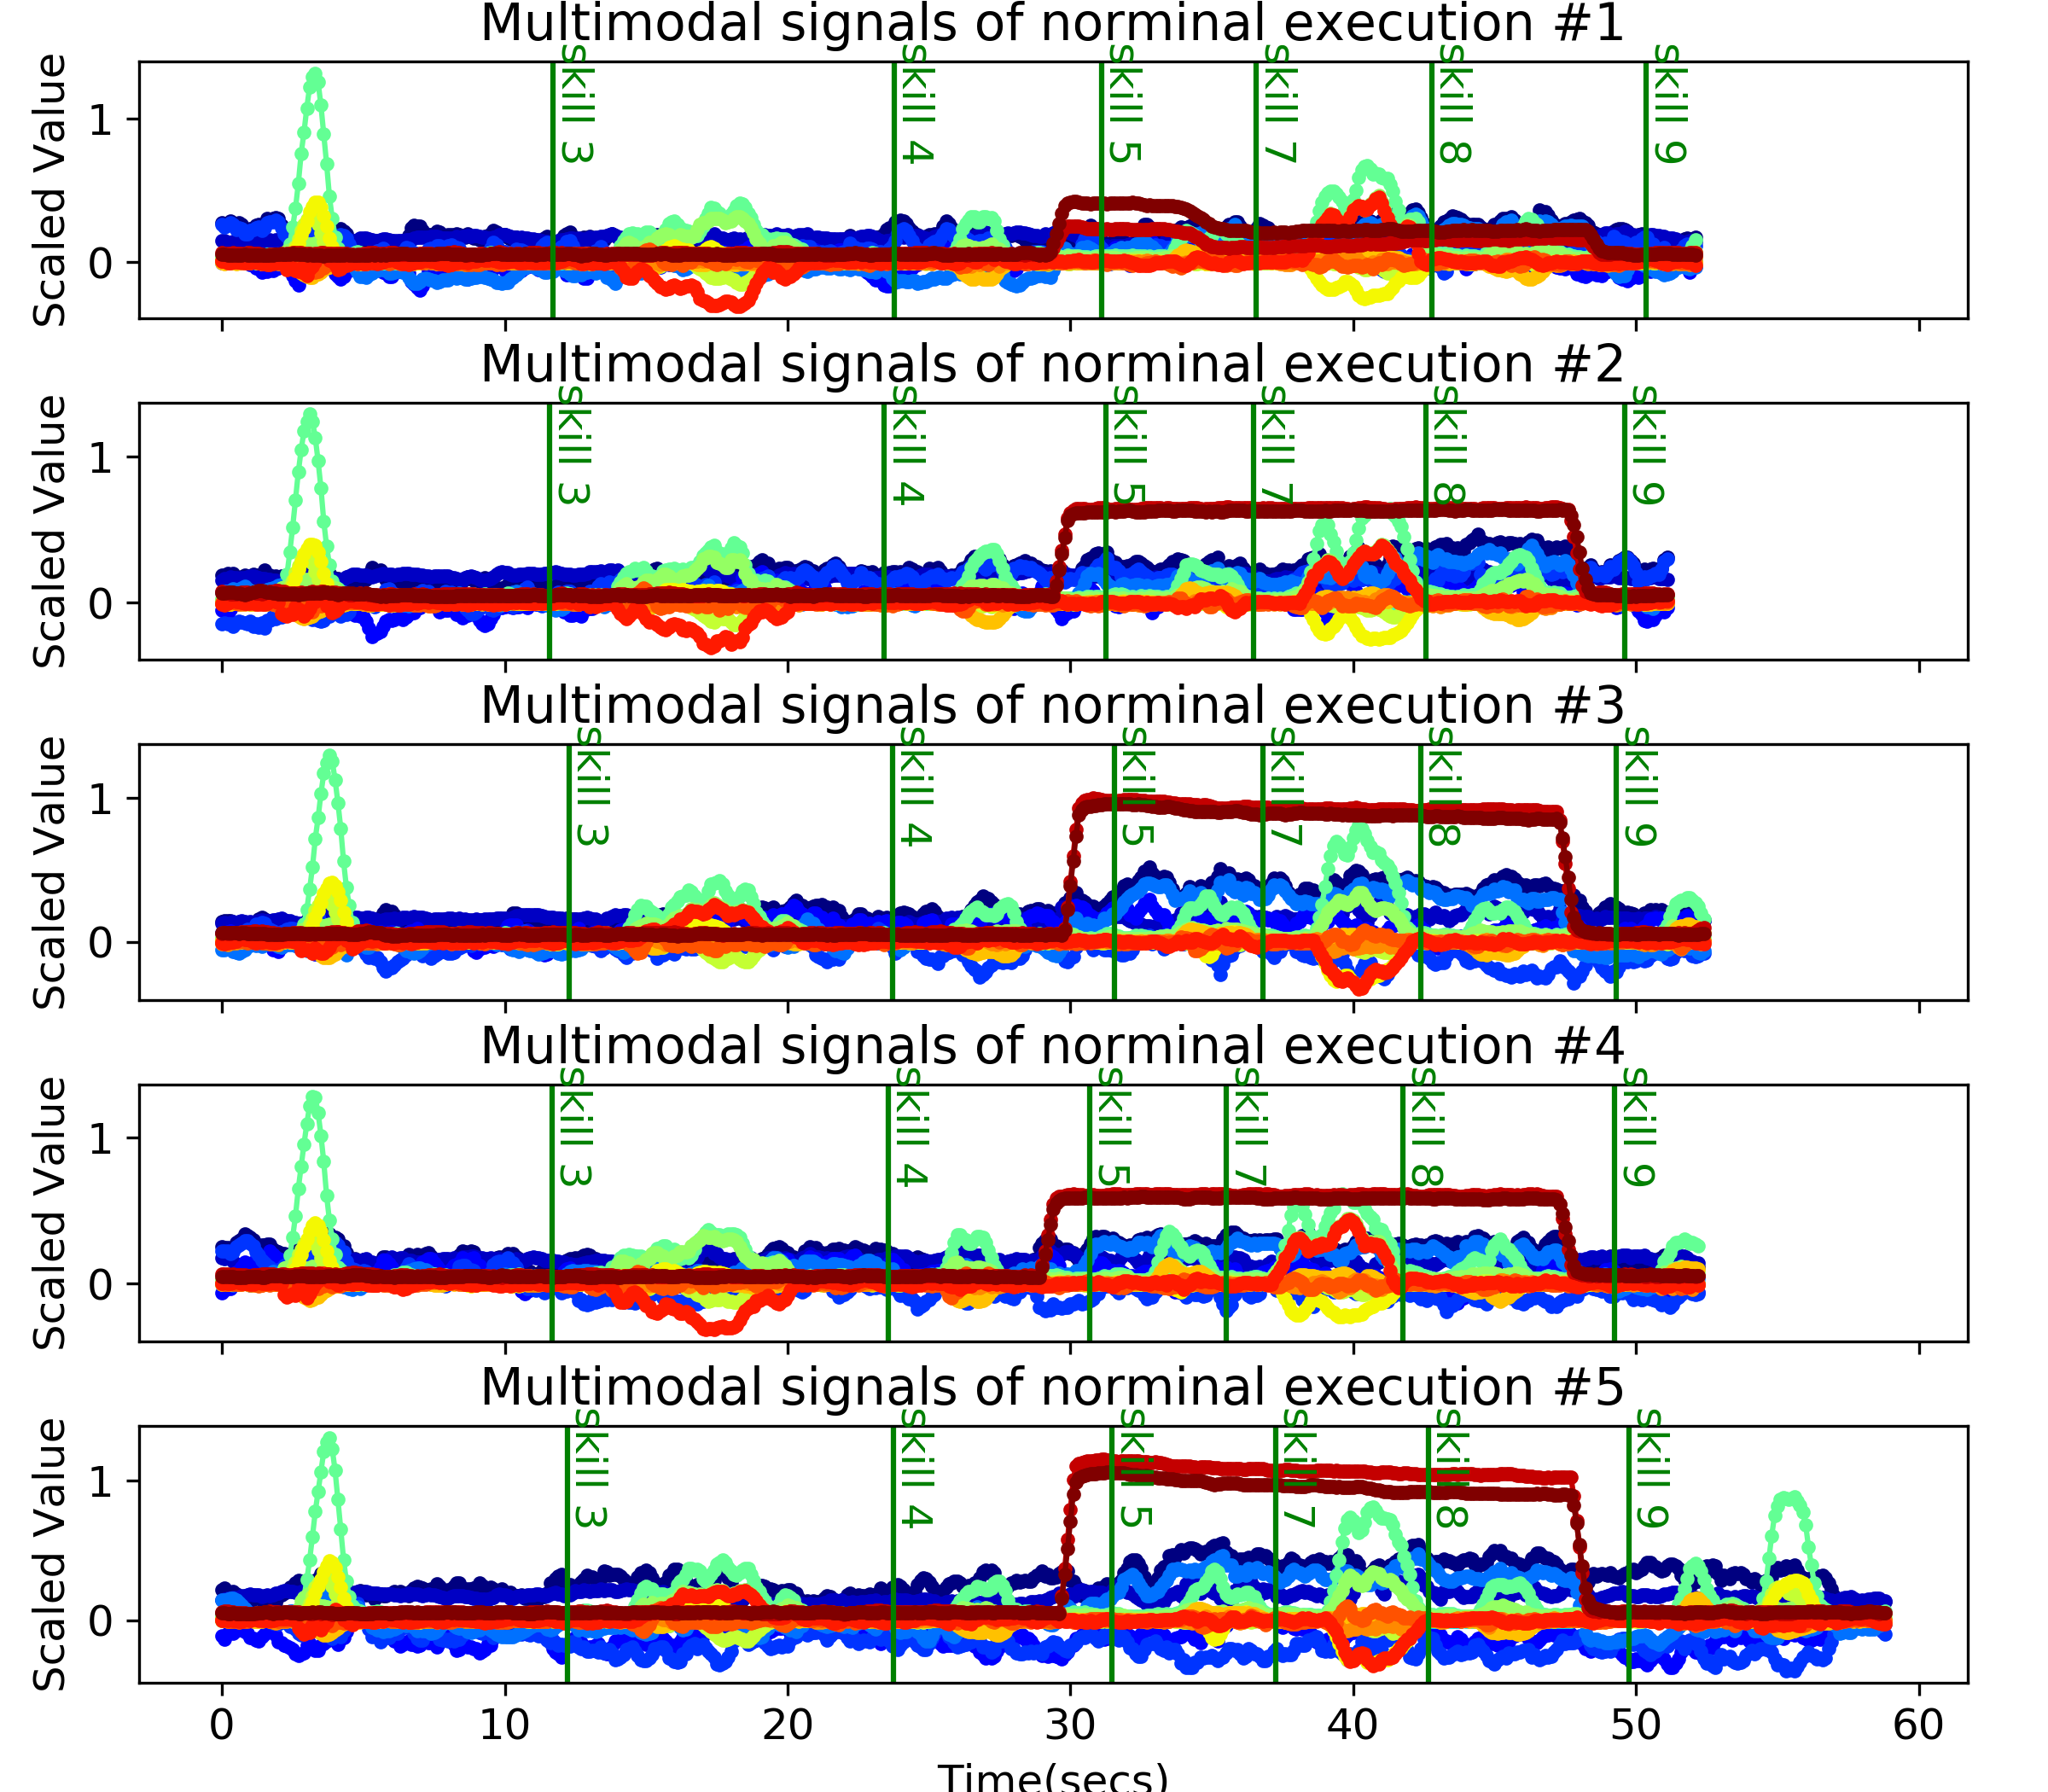 Multimodal signals of norminal execution #1
Scaled Value
1
0
skill 3
skill 4
skill 5
skill 7
skill 8
skill 9
Multimodal signals of norminal execution #2
Scaled Value
1
0
skill 3
skill 4
skill 5
skill 7
skill 8
skill 9
Multimodal signals of norminal execution #3
Scaled Value
1
0
skill 3
skill 4
skill 5
skill 7
skill 8
skill 9
Multimodal signals of norminal execution #4
Scaled Value
1
0
skill 3
skill 4
skill 5
skill 7
skill 8
skill 9
Multimodal signals of norminal execution #5
Scaled Value
1
0
skill 3
skill 4
skill 5
skill 7
skill 8
skill 9
0 10 20 30 40 50 60
Time(secs)